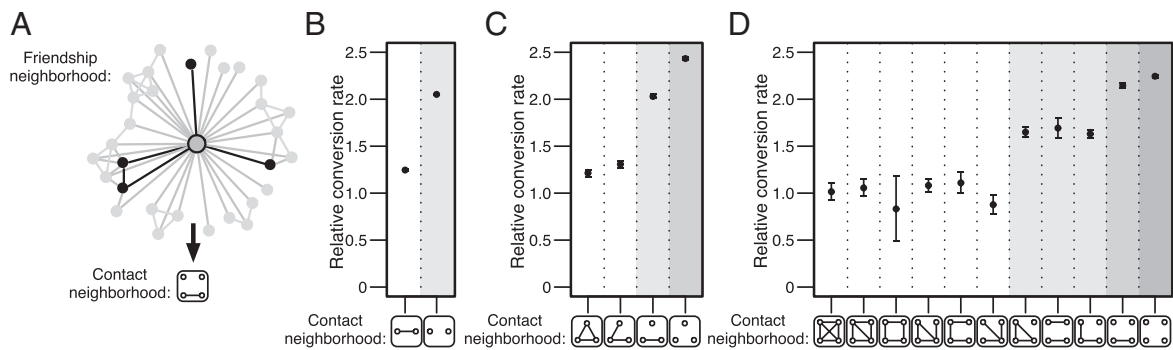 A
Friendship
neighborhood:
Contact
neighborhood:
B
Relative conversion rate
2.5
2.0
1.5
1.0
0.5
0
Contact
neighborhood:
C
Relative conversion rate
2.5
2.0
1.5
1.0
0.5
0
Contact
neighborhood:
D
Relative conversion rate
2.5
2.0
1.5
1.0
0.5
0
Contact
neighborhood: